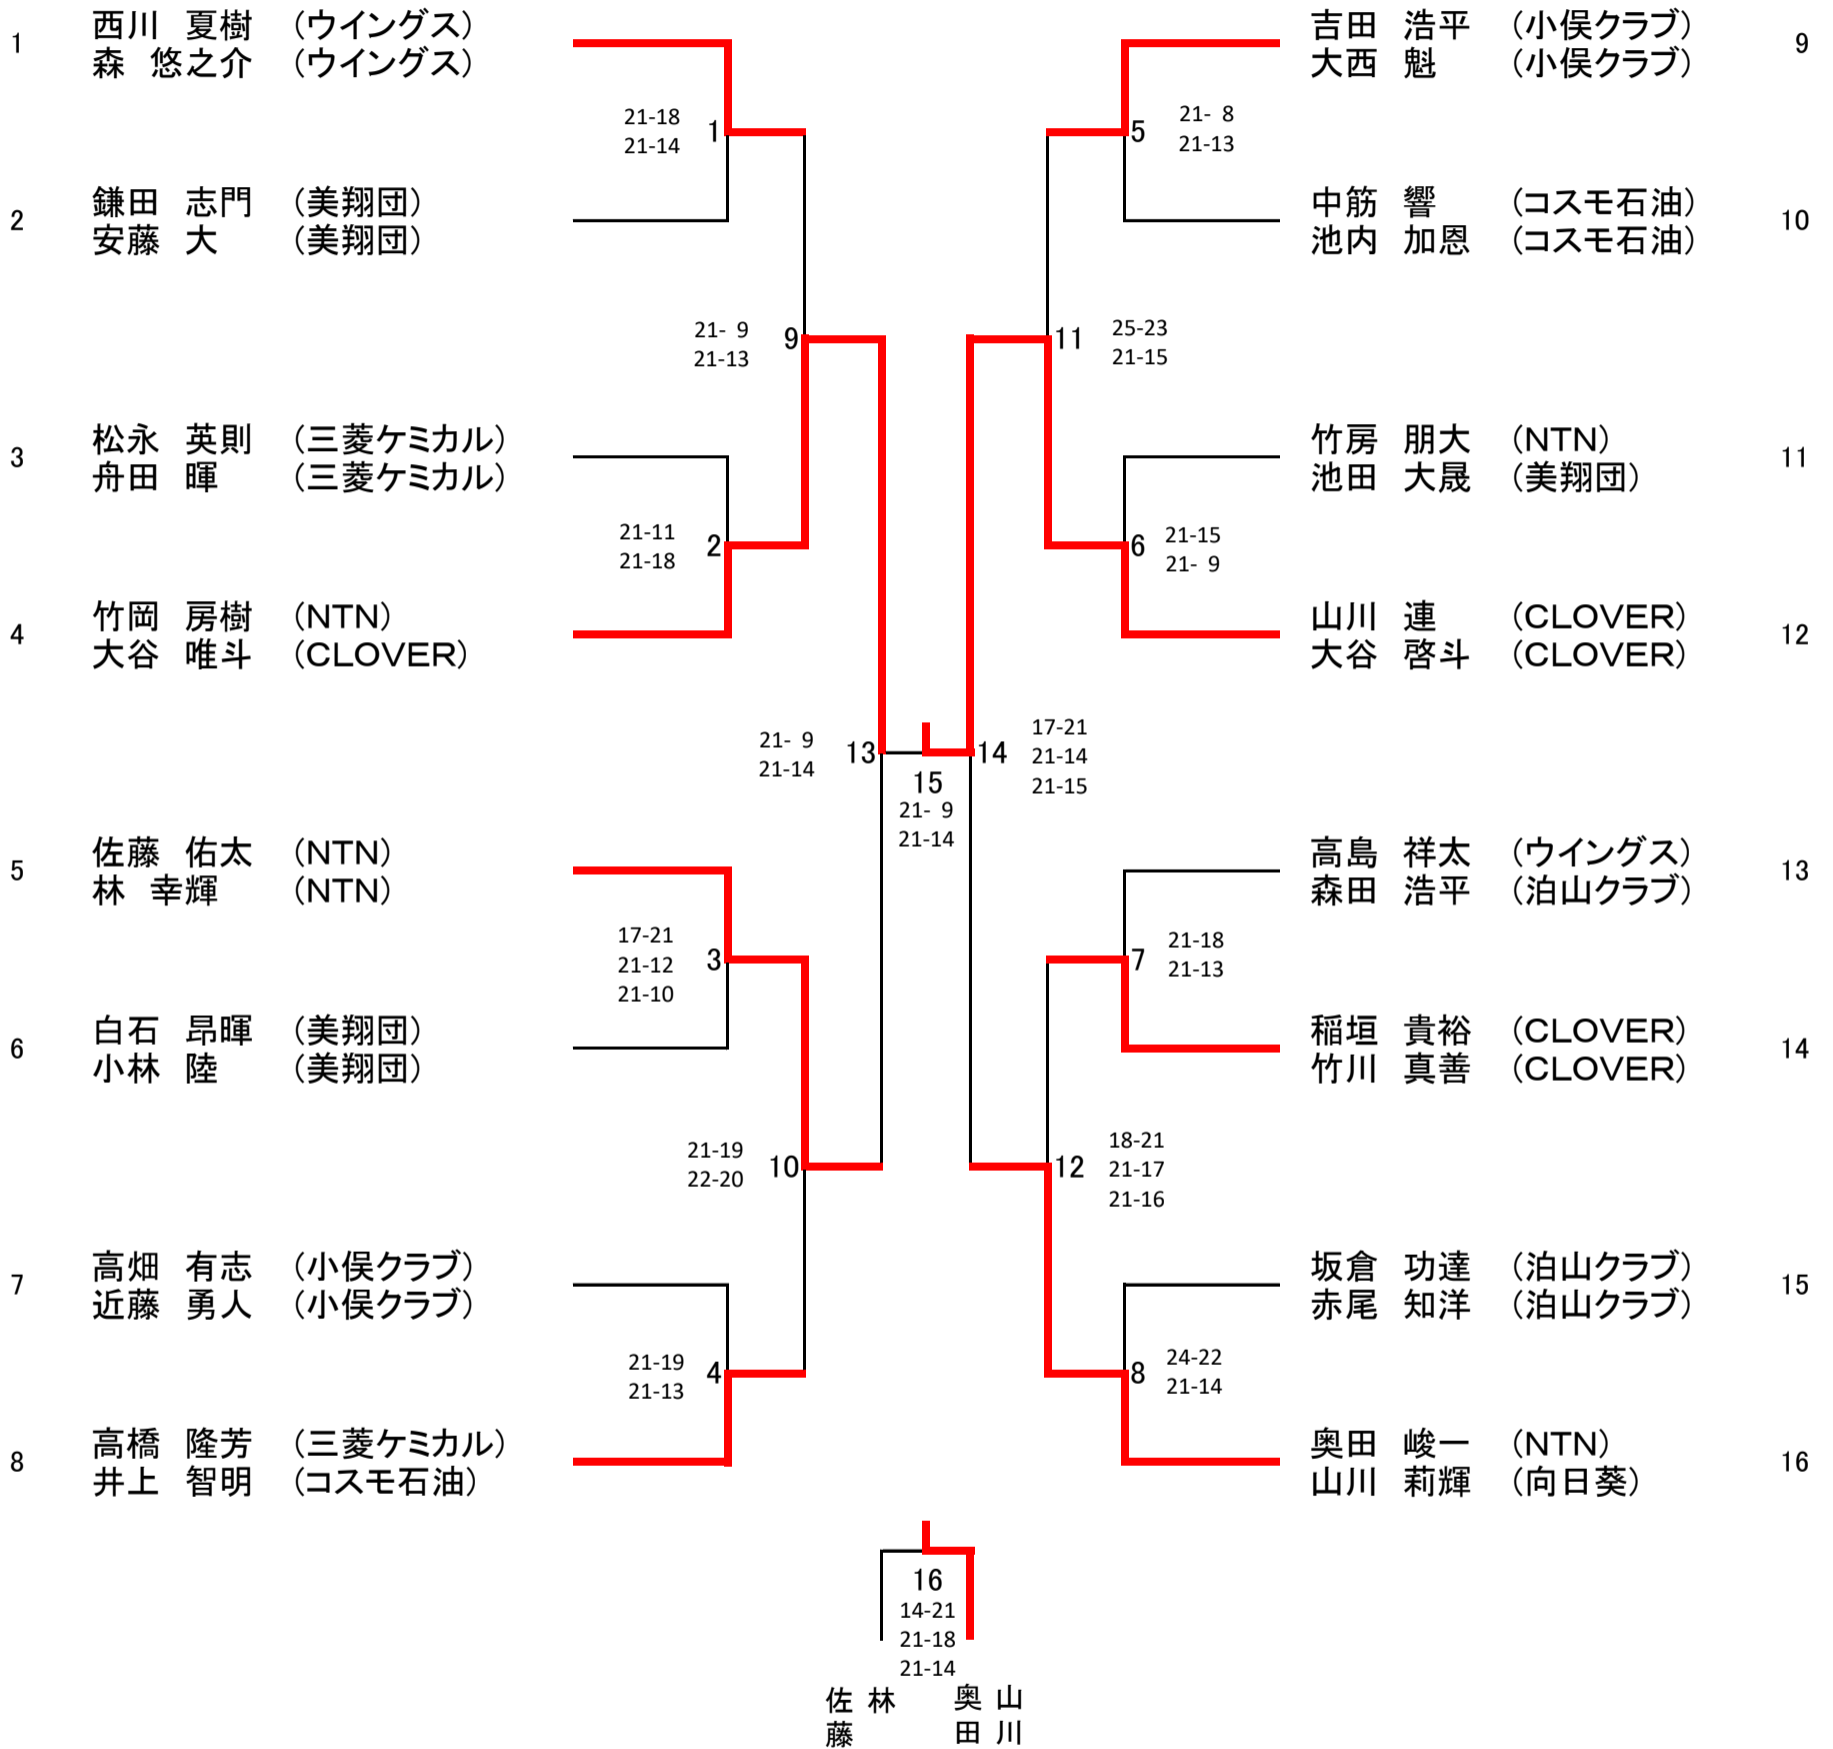 1
西川 夏樹 (ウイングス)
森 悠之介 (ウイングス)
21-18
21-14
1
2
鎌田 志門 (美翔団)
安藤 大 (美翔団)
21- 9
21-13
9
3
松永 英則 (三菱ケミカル)
舟田 暉 (三菱ケミカル)
21-11
21-18
2
4
竹岡 房樹 (NTN)
大谷 唯斗 (CLOVER)
21- 9
21-14
13
5
佐藤 佑太 (NTN)
林 幸輝 (NTN)
17-21
21-12
21-10
3
6
白石 昂暉 (美翔団)
小林 陸 (美翔団)
21-19
22-20
10
7
高畑 有志 (小俣クラブ)
近藤 勇人 (小俣クラブ)
21-19
21-13
4
8
高橋 隆芳 (三菱ケミカル)
井上 智明 (コスモ石油)
15
21- 9
21-14
吉田 浩平 (小俣クラブ)
大西 魁 (小俣クラブ)
9
5
21- 8
21-13
中筋 響 (コスモ石油)
池内 加恩 (コスモ石油)
10
11
25-23
21-15
竹房 朋大 (NTN)
池田 大晟 (美翔団)
11
6
21-15
21- 9
山川 連 (CLOVER)
大谷 啓斗 (CLOVER)
12
14
17-21
21-14
21-15
高島 祥太 (ウイングス)
森田 浩平 (泊山クラブ)
13
7
21-18
21-13
稲垣 貴裕 (CLOVER)
竹川 真善 (CLOVER)
14
12
18-21
21-17
21-16
坂倉 功達 (泊山クラブ)
赤尾 知洋 (泊山クラブ)
15
8
24-22
21-14
奥田 峻一 (NTN)
山川 莉輝 (向日葵)
16
16
14-21
21-18
21-14
佐藤
林
奥田
山川